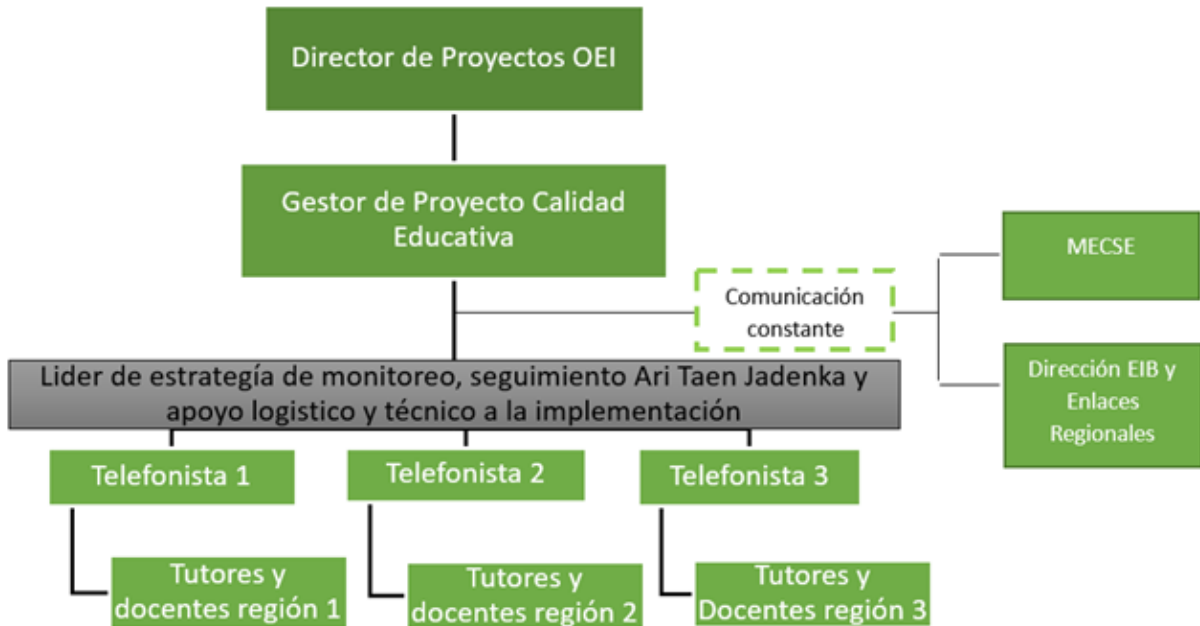 Director de Proyectos OEI
Gestor de Proyecto Calidad
Educativa
MECSE
Comunicación
constante
Dirección EIB y
Enlaces
Regionales
Lider de estrategía de monitoreo, seguimiento Ari Taen Jadenka y
apoyo logistico y técnico a la implementación
Telefonista 1
Telefonista 2
Telefonista 3
Tutores y
docentes región 1
Tutores y
docentes región 2
Tutores y
Docentes región 3